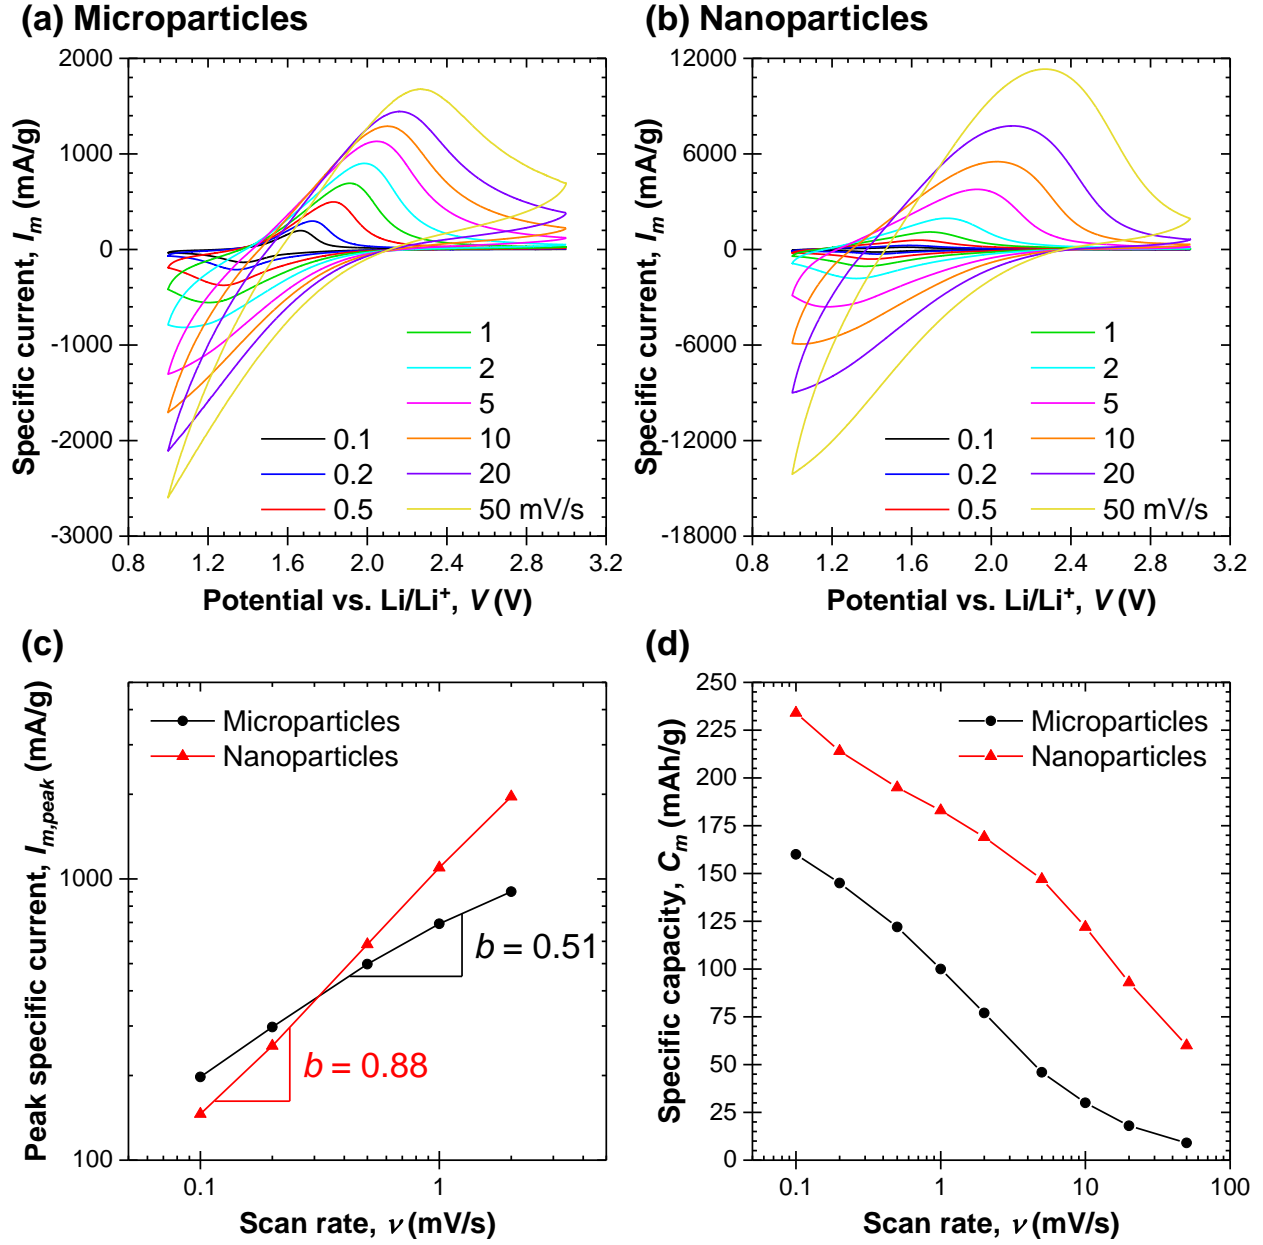 (a) Microparticles
Specific current, I_m (mA/g)
2000
1000
0
-1000
-2000
-3000
0.8 1.2 1.6 2.0 2.4 2.8 3.2
Potential vs. Li/Li⁺, V (V)
0.1
0.2
0.5
1
2
5
10
20
50 mV/s
(b) Nanoparticles
Specific current, I_m (mA/g)
12000
6000
0
-6000
-12000
-18000
0.8 1.2 1.6 2.0 2.4 2.8 3.2
Potential vs. Li/Li⁺, V (V)
0.1
0.2
0.5
1
2
5
10
20
50 mV/s
(c)
Peak specific current, I_m,peak (mA/g)
1000
100
0.1 1
Scan rate, ν (mV/s)
Microparticles
Nanoparticles
b = 0.51
b = 0.88
(d)
Specific capacity, C_m (mAh/g)
250
225
200
175
150
125
100
75
50
25
0
0.1 1 10 100
Scan rate, ν (mV/s)
Microparticles
Nanoparticles